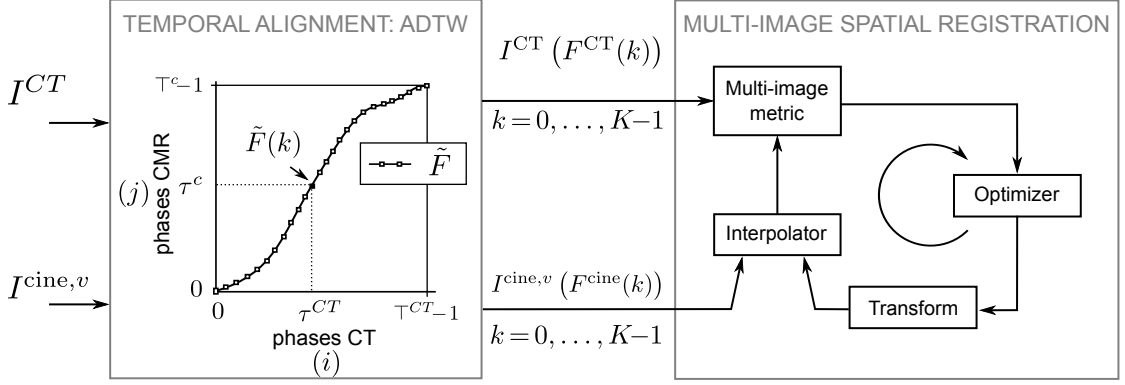 TEMPORAL ALIGNMENT: ADTW
I^{CT}
I^{cine,v}
⊤^c-1
F̃(k)
F̃
phases CMR
(j)
τ^c
0
0
τ^{CT}
⊤^{CT}-1
phases CT
(i)
I^{CT} (F^{CT}(k))
k = 0, . . . , K-1
I^{cine,v} (F^{cine}(k))
k = 0, . . . , K-1
MULTI-IMAGE SPATIAL REGISTRATION
Multi-image
metric
Optimizer
Interpolator
Transform